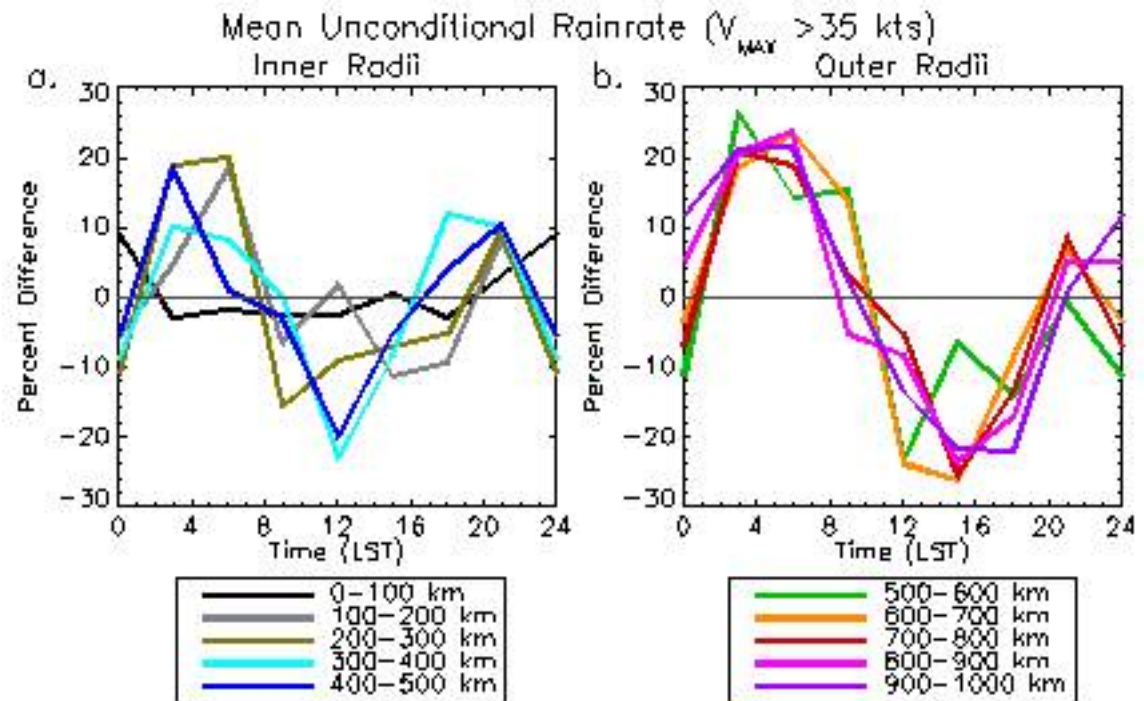 Mean Unconditional Rainrate (V_MAX >35 kts)
a. Inner Radii
30
20
10
0
-10
-20
-30
Percent Difference
0 4 8 12 16 20 24
Time (LST)
0-100 km
100-200 km
200-300 km
300-400 km
400-500 km
b. Outer Radii
30
20
10
0
-10
-20
-30
Percent Difference
0 4 8 12 16 20 24
Time (LST)
500-600 km
600-700 km
700-800 km
800-900 km
900-1000 km